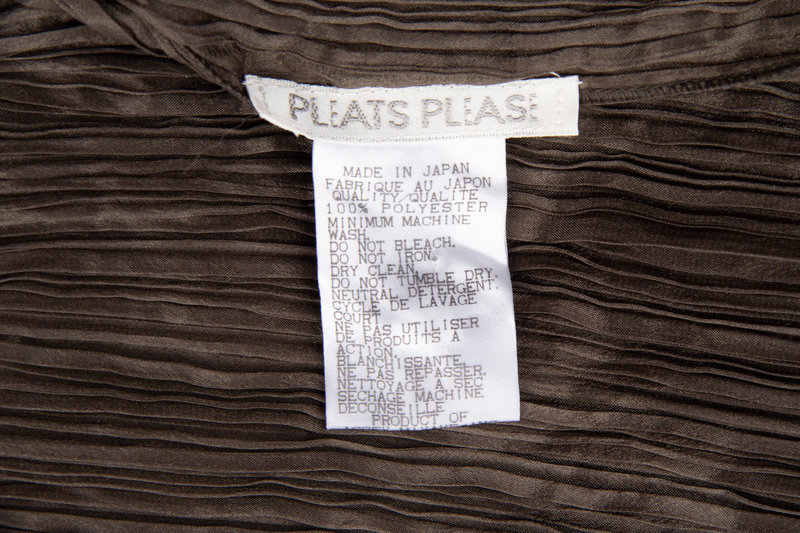 PLEATS PLEASE
MADE IN JAPAN
FABRIQUE AU JAPON
QUALITY/QUALITE
100% POLYESTER
MINIMUM MACHINE
WASH.
DO NOT BLEACH.
DO NOT IRON.
DRY CLEAN.
DO NOT TUMBLE DRY.
NEUTRAL DETERGENT.
CYCLE DE LAVAGE
COURT
NE PAS UTILISER
DE PRODUITS A
ACTION.
BLANCHISSANTE
NE PAS REPASSER.
NETTOYAGE A SEC
SECHAGE MACHINE
DECONSEILLE
PRODUCT OF